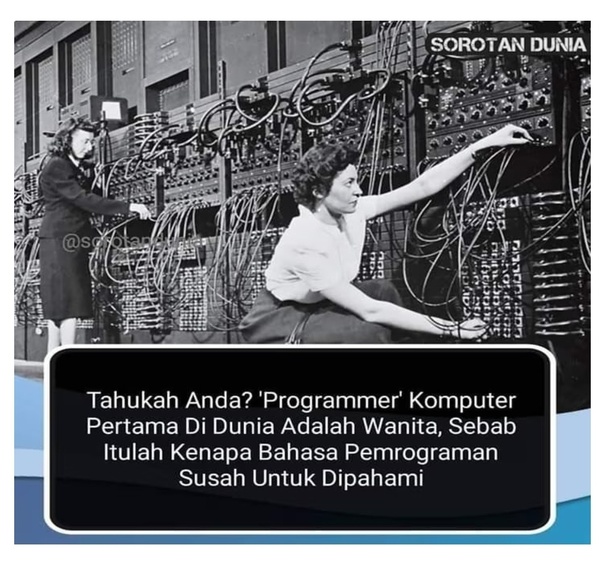 SOROTAN DUNIA
Tahukah Anda? 'Programmer' Komputer
Pertama Di Dunia Adalah Wanita, Sebab
Itulah Kenapa Bahasa Pemrograman
Susah Untuk Dipahami